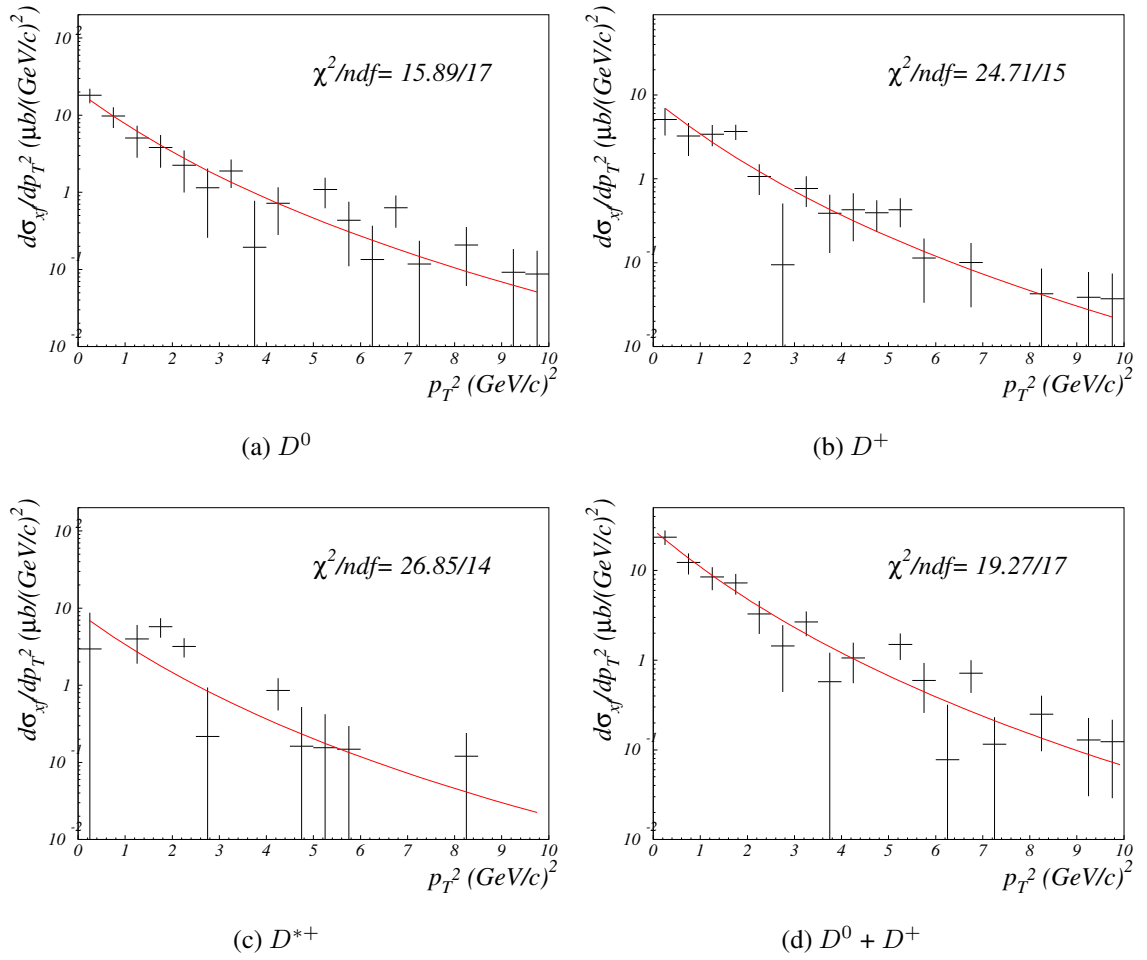 dσ_xf/dp_T² (μb/(GeV/c)²)
10²
10
1
10⁻¹
10⁻²
χ²/ndf= 15.89/17
0 1 2 3 4 5 6 7 8 9 10
p_T² (GeV/c)²
(a) D⁰
dσ_xf/dp_T² (μb/(GeV/c)²)
10
1
10⁻¹
10⁻²
χ²/ndf= 24.71/15
0 1 2 3 4 5 6 7 8 9 10
p_T² (GeV/c)²
(b) D⁺
dσ_xf/dp_T² (μb/(GeV/c)²)
10²
10
1
10⁻¹
10⁻²
χ²/ndf= 26.85/14
0 1 2 3 4 5 6 7 8 9 10
p_T² (GeV/c)²
(c) D*⁺
dσ_xf/dp_T² (μb/(GeV/c)²)
10
1
10⁻¹
10⁻²
χ²/ndf= 19.27/17
0 1 2 3 4 5 6 7 8 9 10
p_T² (GeV/c)²
(d) D⁰ + D⁺